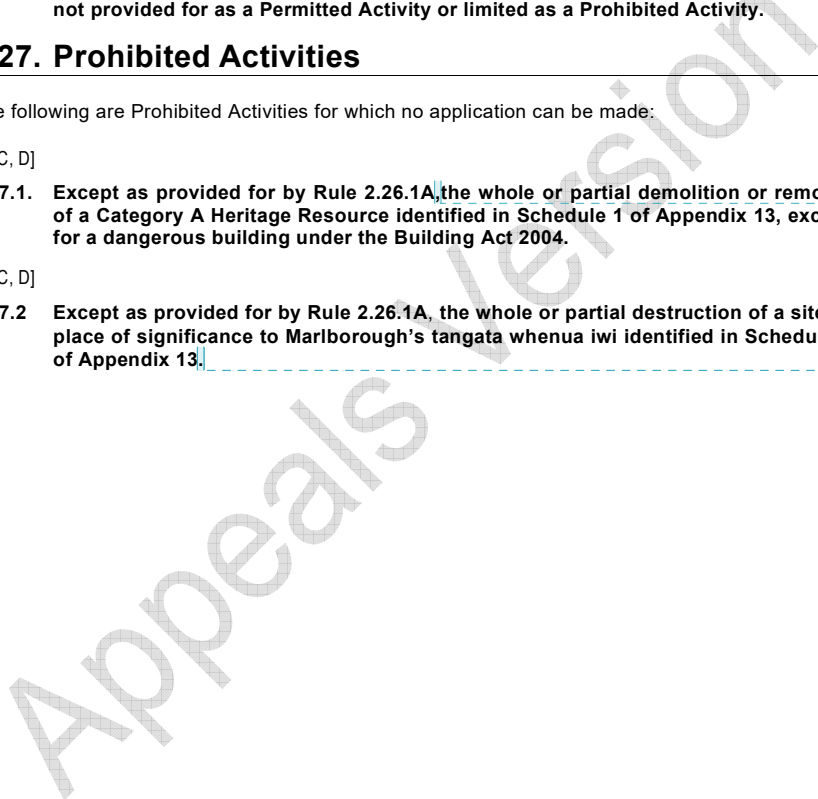 not provided for as a Permitted Activity or limited as a Prohibited Activity.
27. Prohibited Activities
e following are Prohibited Activities for which no application can be made:
C, D]
7.1. Except as provided for by Rule 2.26.1A,the whole or partial demolition or remo
of a Category A Heritage Resource identified in Schedule 1 of Appendix 13, exc
for a dangerous building under the Building Act 2004.
C, D]
7.2 Except as provided for by Rule 2.26.1A, the whole or partial destruction of a site
place of significance to Marlborough's tangata whenua iwi identified in Schedu
of Appendix 13.
Appeals Version